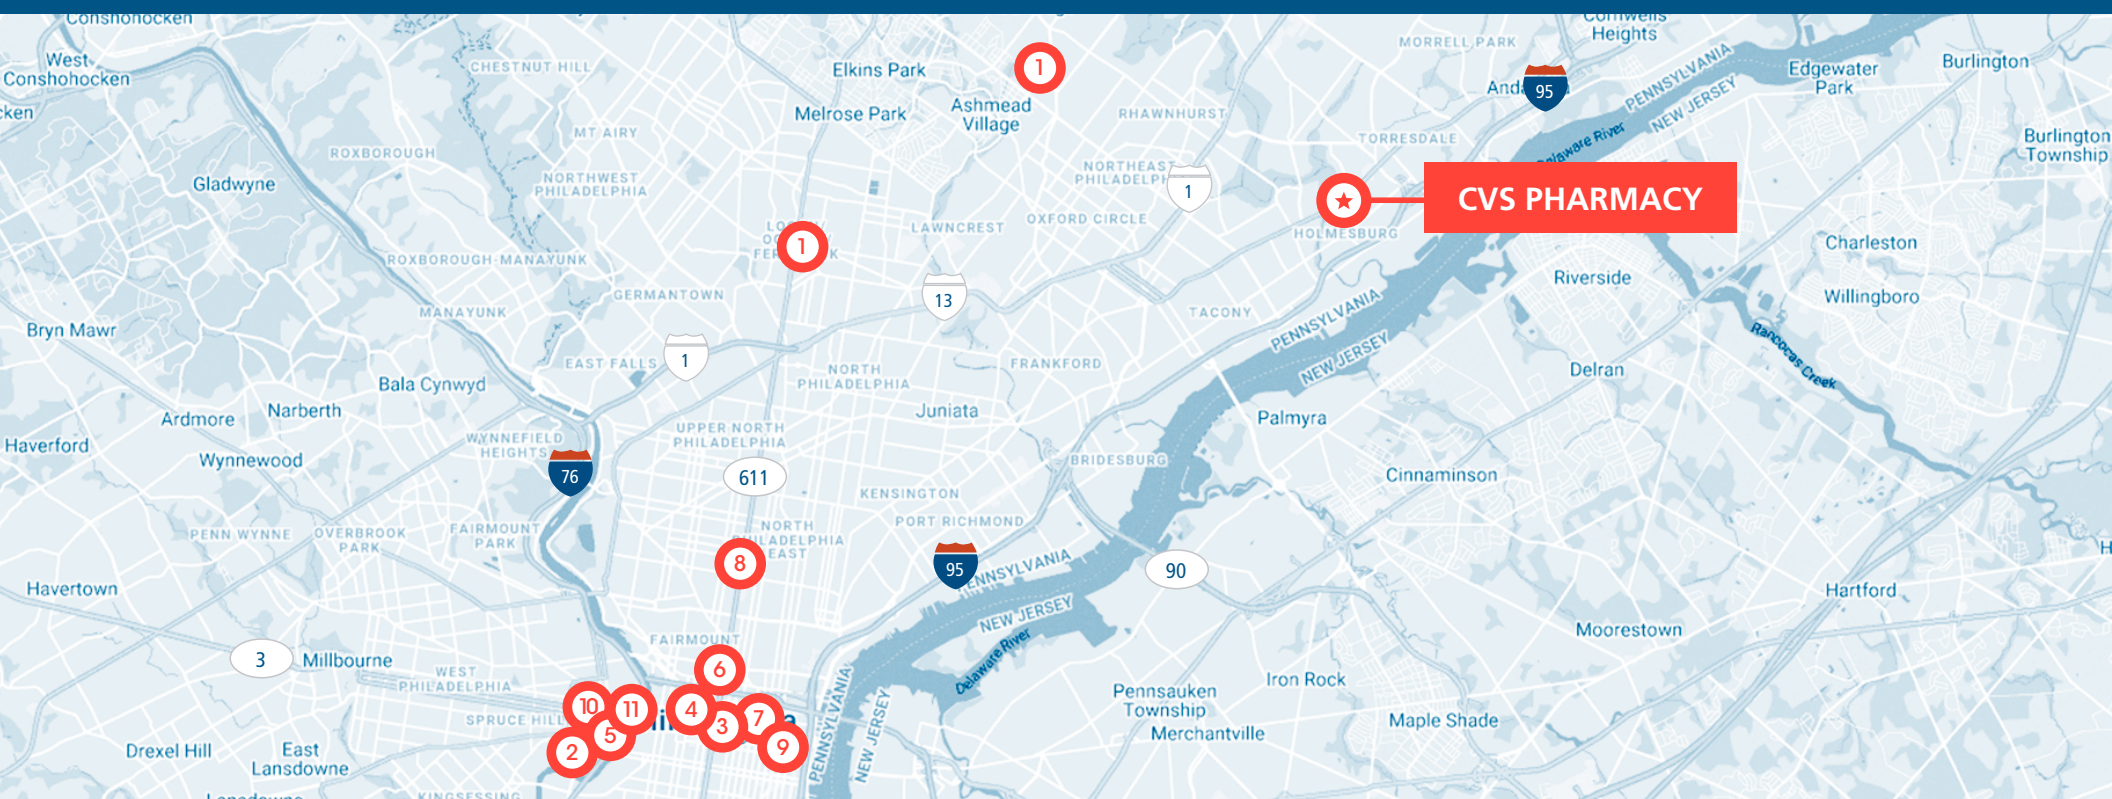 Conshohocken
West
Conshohocken
CHESTNUT HILL
Elkins Park
1
MORRELL PARK
Cornwells
Heights
PENNSYLVANIA
NEW JERSEY
Edgewater
Park
Burlington
95
Melrose Park
Ashmead
Village
RHAWNHURST
MT AIRY
ROXBOROUGH
TORRESDALE
Delaware River
Burlington
Township
Gladwyne
NORTHWEST
PHILADELPHIA
NORTHEAST
1
CVS PHARMACY
OXFORD CIRCLE
LAWNCREST
HOLMESBURG
1
ROXBOROUGH-MANAYUNK
Charleston
Riverside
GERMANTOWN
13
Willingboro
MANAYUNK
TACONY
PENNSYLVANIA
NEW JERSEY
Bryn Mawr
Rancocas Creek
EAST FALLS
1
FRANKFORD
NORTH
PHILADELPHIA
Delran
Bala Cynwyd
Narberth
Ardmore
Juniata
Palmyra
Haverford
WYNNEFIELD
HEIGHTS
UPPER NORTH
PHILADELPHIA
Wynnewood
BRIDESBURG
76
611
Cinnaminson
KENSINGTON
PENN WYNNE
OVERBROOK
PARK
FAIRMOUNT
PARK
PORT RICHMOND
NORTH
PHILADELPHIA
EAST
8
95
PENNSYLVANIA
NEW JERSEY
90
Havertown
Hartford
Delaware River
FAIRMOUNT
Moorestown
3
Millbourne
WEST
PHILADELPHIA
6
Iron Rock
Pennsauken
Township
Merchantville
Maple Shade
SPRUCE HILL
10
11
4
7
3
5
2
9
PENNSYLVANIA
NEW JERSEY
Drexel Hill
East
Lansdowne
Lansdowne
KINGSESSING